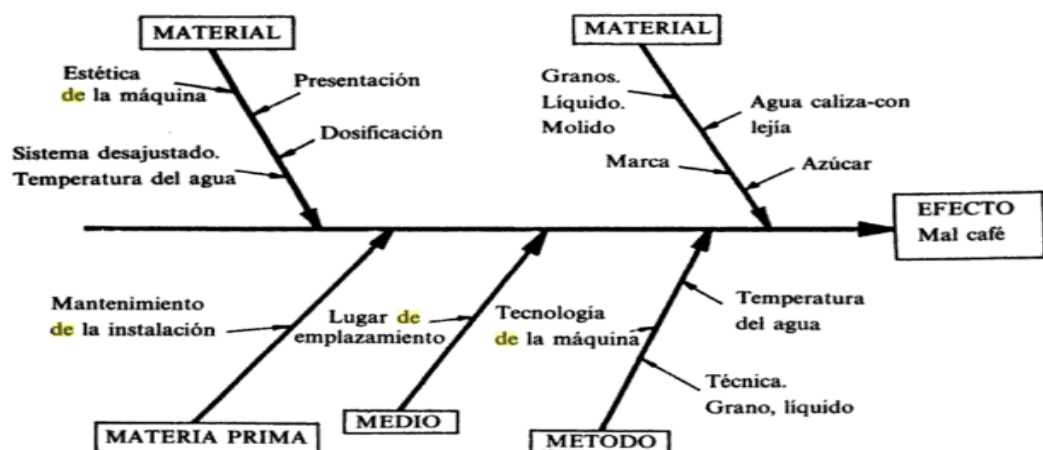 MATERIAL
Estética
de la máquina
Presentación
Dosificación
Sistema desajustado.
Temperatura del agua
MATERIAL
Granos.
Líquido.
Molido
Agua caliza-con
lejía
Marca
Azúcar
EFECTO
Mal café
Mantenimiento
de la instalación
MATERIA PRIMA
Lugar de
emplazamiento
MEDIO
Tecnología
de la máquina
Temperatura
del agua
Técnica.
Grano, líquido
METODO